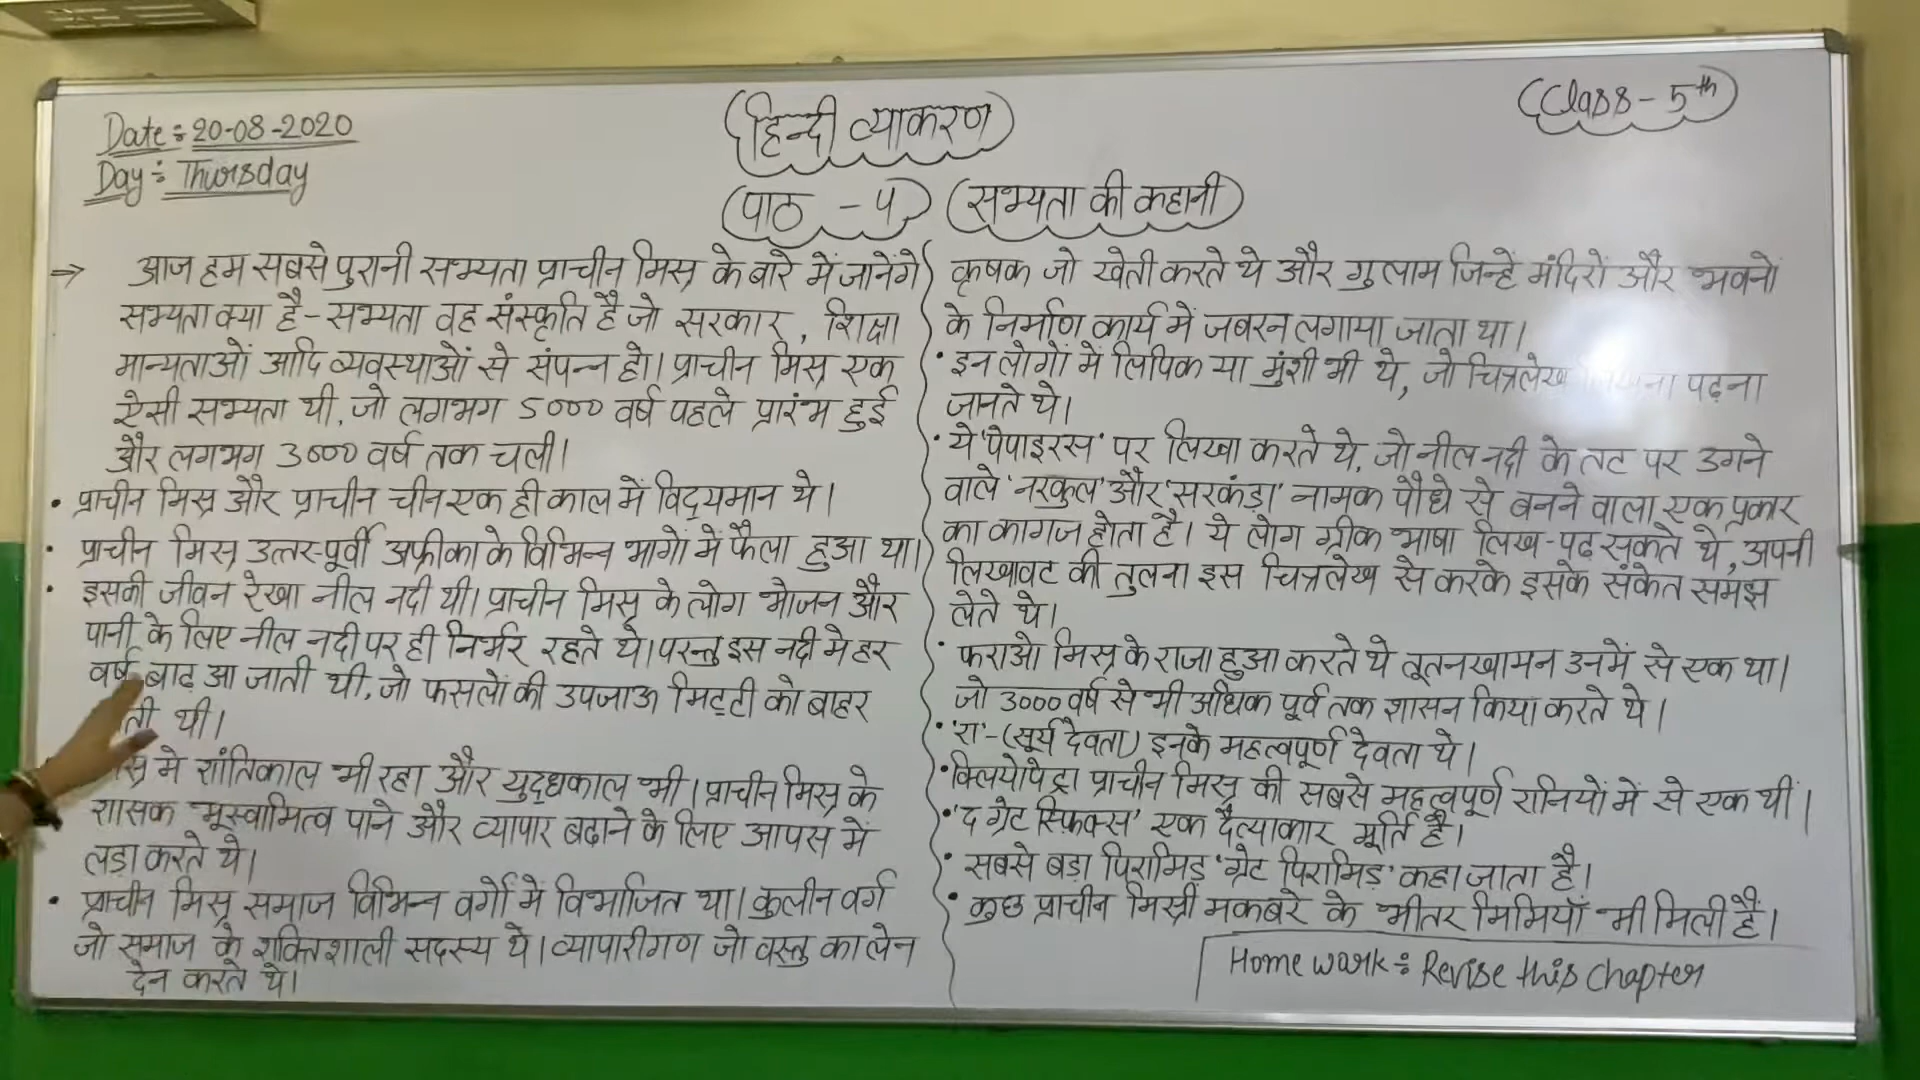 Date:- 20-08-2020
Day:- Thursday
हिन्दी व्याकरण
Class - 5th
पाठ - 5
सभ्यता की कहानी
⇒ आज हम सबसे पुरानी सभ्यता प्राचीन मिस्र के बारे में जानेंगे
सभ्यता क्या है - सभ्यता वह संस्कृति है जो सरकार, शिक्षा
मान्यताओं आदि व्यवस्थाओं से संपन्न हो। प्राचीन मिस्र एक
ऐसी सभ्यता थी, जो लगभग 5000 वर्ष पहले प्रारंभ हुई
और लगभग 3000 वर्ष तक चली।
• प्राचीन मिस्र और प्राचीन चीन एक ही काल में विद्यमान थे।
• प्राचीन मिस्र उत्तर-पूर्वी अफ्रीका के विभिन्न भागो मे फैला हुआ था।
• इसकी जीवन रेखा नील नदी थी। प्राचीन मिस्र के लोग भोजन और
पानी के लिए नील नदी पर ही निर्भर रहते थे। परन्तु इस नदी मे हर
वर्ष बाढ़ आ जाती थी, जो फसलों की उपजाऊ मिट्टी को बाहर
थी।
मे शांतिकाल भी रहा और युद्धकाल भी। प्राचीन मिस्र के
शासक भूस्वामित्व पाने और व्यापार बढाने के लिए आपस में
लड़ा करते थे।
• प्राचीन मिस्र समाज विभिन्न वर्गों में विभाजित था। कुलीन वर्ग
जो समाज के शक्तिशाली सदस्य थे। व्यापारीगण जो वस्तु का लेन
देन करते थे।
कृषक जो खेती करते थे और गुलाम जिन्हें मंदिरों और भवनो
के निर्माण कार्य में जबरन लगाया जाता था।
• इन लोगों में लिपिक या मुंशी भी थे, जो चित्रलेख पढ़ना
जानते थे।
• ये 'पेपाइरस' पर लिखा करते थे, जो नील नदी के तट पर उगने
वाले 'नरकुल' और 'सरकंड़ा' नामक पौधे से बनने वाला एक प्रकार
का कागज होता है। ये लोग ग्रीक भाषा लिख-पढ़ सकते थे, अपनी
लिखावट की तुलना इस चित्रलेख से करके इसके संकेत समझ
लेते थे।
• फराओ मिस्र के राजा हुआ करते थे तूतनखामन उनमें से एक था।
जो 3000 वर्ष से भी अधिक पूर्व तक शासन किया करते थे।
• 'रा'-(सूर्य देवता) इनके महत्वपूर्ण देवता थे।
• क्लियोपेट्रा प्राचीन मिस्र की सबसे महत्वपूर्ण रानियों में से एक थीं।
• 'द ग्रेट स्फ़िंक्स' एक दैत्याकार मूर्ति है।
• सबसे बड़ा पिरामिड़ 'ग्रेट पिरामिड़' कहा जाता है।
• कुछ प्राचीन मिस्री मकबरे के भीतर मिमियाँ भी मिली हैं।
Home work:- Revise this chapter